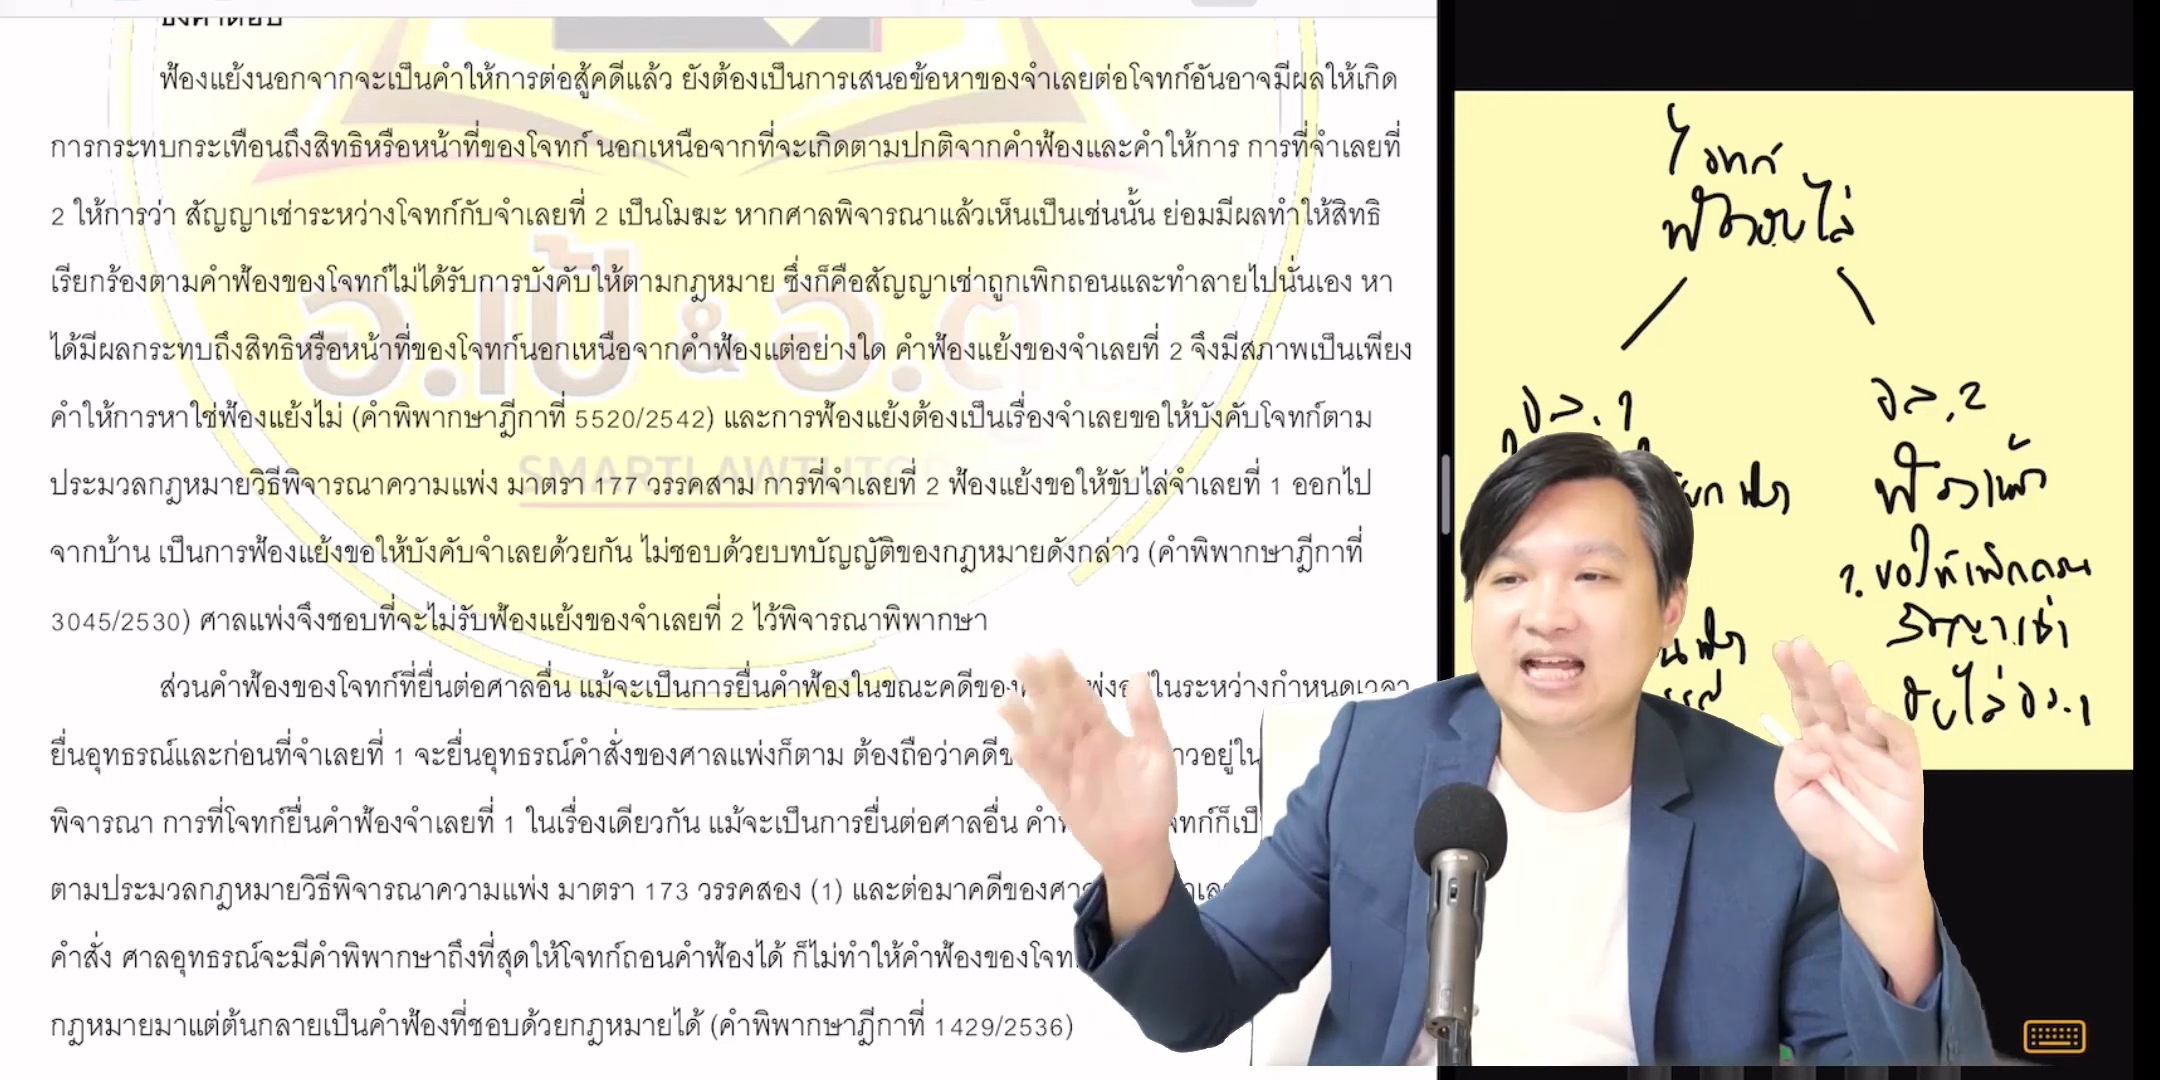 ธงคำตอบ
ฟ้องแย้งนอกจากจะเป็นคำให้การต่อสู้คดีแล้ว ยังต้องเป็นการเสนอข้อหาของจำเลยต่อโจทก์อันอาจมีผลให้เกิด
การกระทบกระเทือนถึงสิทธิหรือหน้าที่ของโจทก์ นอกเหนือจากที่จะเกิดตามปกติจากคำฟ้องและคำให้การ การที่จำเลยที่
2 ให้การว่า สัญญาเช่าระหว่างโจทก์กับจำเลยที่ 2 เป็นโมฆะ หากศาลพิจารณาแล้วเห็นเป็นเช่นนั้น ย่อมมีผลทำให้สิทธิ
เรียกร้องตามคำฟ้องของโจทก์ไม่ได้รับการบังคับให้ตามกฎหมาย ซึ่งก็คือสัญญาเช่าถูกเพิกถอนและทำลายไปนั่นเอง หา
ได้มีผลกระทบถึงสิทธิหรือหน้าที่ของโจทก์นอกเหนือจากคำฟ้องแต่อย่างใด คำฟ้องแย้งของจำเลยที่ 2 จึงมีสภาพเป็นเพียง
คำให้การหาใช่ฟ้องแย้งไม่ (คำพิพากษาฎีกาที่ 5520/2542) และการฟ้องแย้งต้องเป็นเรื่องจำเลยขอให้บังคับโจทก์ตาม
ประมวลกฎหมายวิธีพิจารณาความแพ่ง มาตรา 177 วรรคสาม การที่จำเลยที่ 2 ฟ้องแย้งขอให้ขับไล่จำเลยที่ 1 ออกไป
จากบ้าน เป็นการฟ้องแย้งขอให้บังคับจำเลยด้วยกัน ไม่ชอบด้วยบทบัญญัติของกฎหมายดังกล่าว (คำพิพากษาฎีกาที่
3045/2530) ศาลแพ่งจึงชอบที่จะไม่รับฟ้องแย้งของจำเลยที่ 2 ไว้พิจารณาพิพากษา
ส่วนคำฟ้องของโจทก์ที่ยื่นต่อศาลอื่น แม้จะเป็นการยื่นคำฟ้องในขณะคดีของ ในระหว่างกำหนดเวลา
ยื่นอุทธรณ์และก่อนที่จำเลยที่ 1 จะยื่นอุทธรณ์คำสั่งของศาลแพ่งก็ตาม ต้องถือว่าคดี อยู่ใน
พิจารณา การที่โจทก์ยื่นคำฟ้องจำเลยที่ 1 ในเรื่องเดียวกัน แม้จะเป็นการยื่นต่อศาลอื่น
ตามประมวลกฎหมายวิธีพิจารณาความแพ่ง มาตรา 173 วรรคสอง (1) และต่อมาคดีของ
คำสั่ง ศาลอุทธรณ์จะมีคำพิพากษาถึงที่สุดให้โจทก์ถอนคำฟ้องได้ ก็ไม่ทำให้คำฟ้องของ
กฎหมายมาแต่ต้นกลายเป็นคำฟ้องที่ชอบด้วยกฎหมายได้ (คำพิพากษาฎีกาที่ 1429/2536)
อ.เป้ & อ.ตู
SMARTLAWTUTOR
โจทก์
ฟ้องขับไล่
จล.1
จล.2
ฟ้องแย้ง
1. ขอให้เพิกถอน
สัญญาเช่า
ขับไล่ จล.1